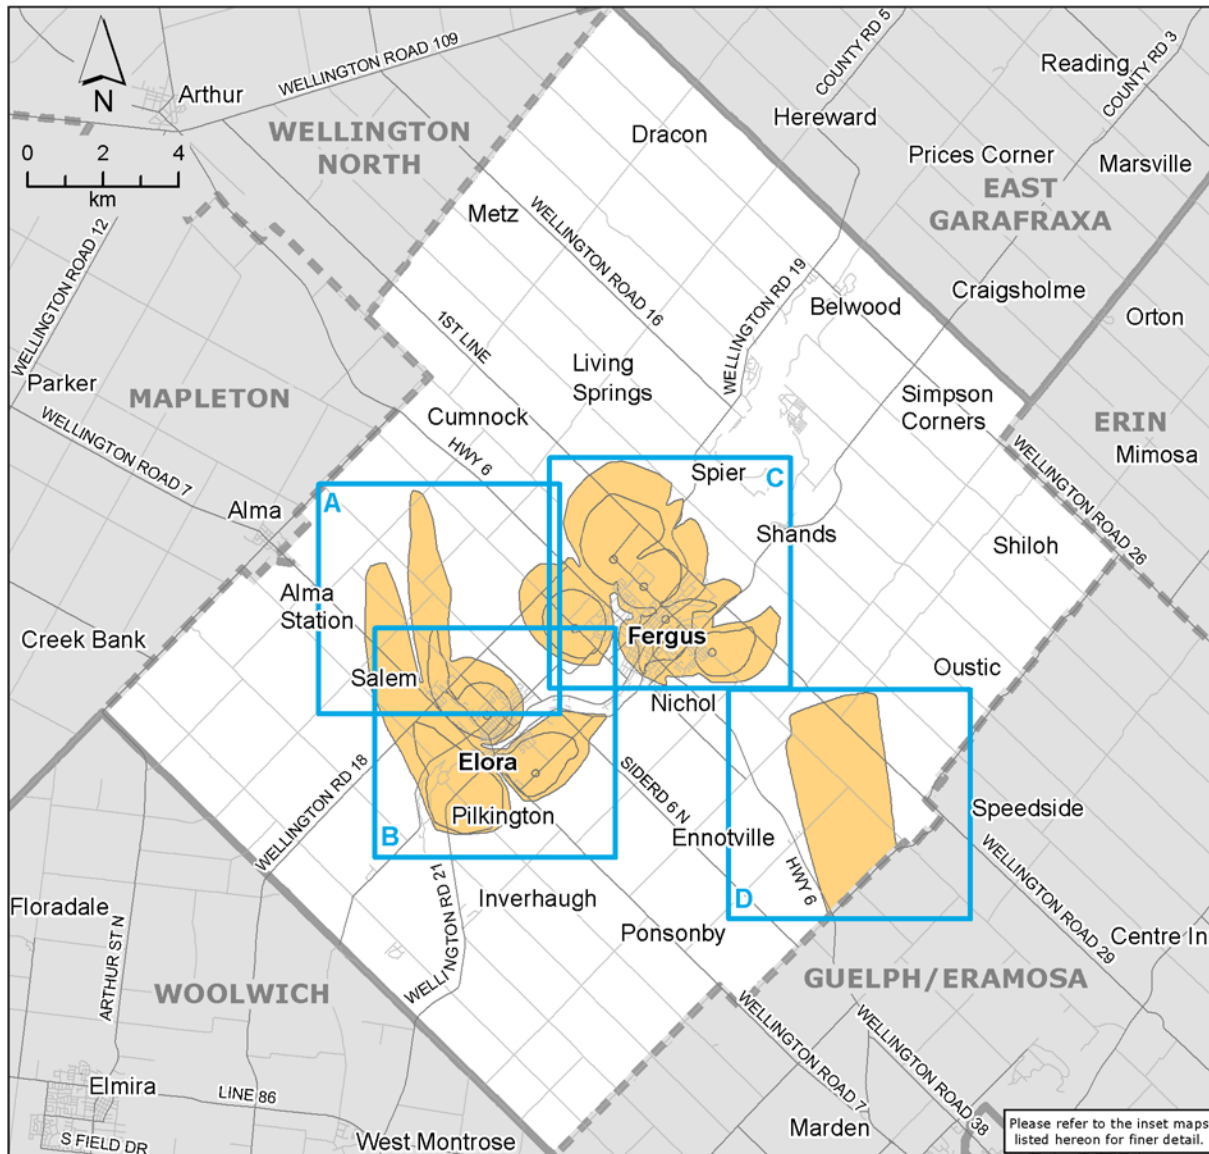 COUNTY RD 5
WELLINGTON ROAD 109
Reading
COUNTY RD 3
N
Arthur
Hereward
WELLINGTON
NORTH
Dracon
0 2 4
km
Prices Corner
Marsville
EAST
GARAFRAXA
Metz
WELLINGTON ROAD 16
WELLINGTON ROAD 12
WELLINGTON RD 19
Craigsholme
Belwood
Orton
1ST LINE
Living
Springs
Parker
MAPLETON
Simpson
Corners
Cumnock
ERIN
Mimosa
WELLINGTON ROAD 7
HWY 6
WELLINGTON ROAD 26
Spier
C
A
Alma
Shands
Shiloh
Alma
Station
Creek Bank
Fergus
Oustic
Salem
Nichol
Elora
WELLINGTON RD 18
SIDERD 6 N
Pilkington
Speedside
B
Ennotville
HWY 6
WELLINGTON ROAD 29
D
Inverhaugh
Floradale
ARTHUR ST N
WELLINGTON RD 21
Ponsonby
Centre In
WOOLWICH
GUELPH/ERAMOSA
WELLINGTON ROAD 7
WELLINGTON ROAD 38
Elmira
LINE 86
S FIELD DR
West Montrose
Marden
Please refer to the inset maps
listed hereon for finer detail.